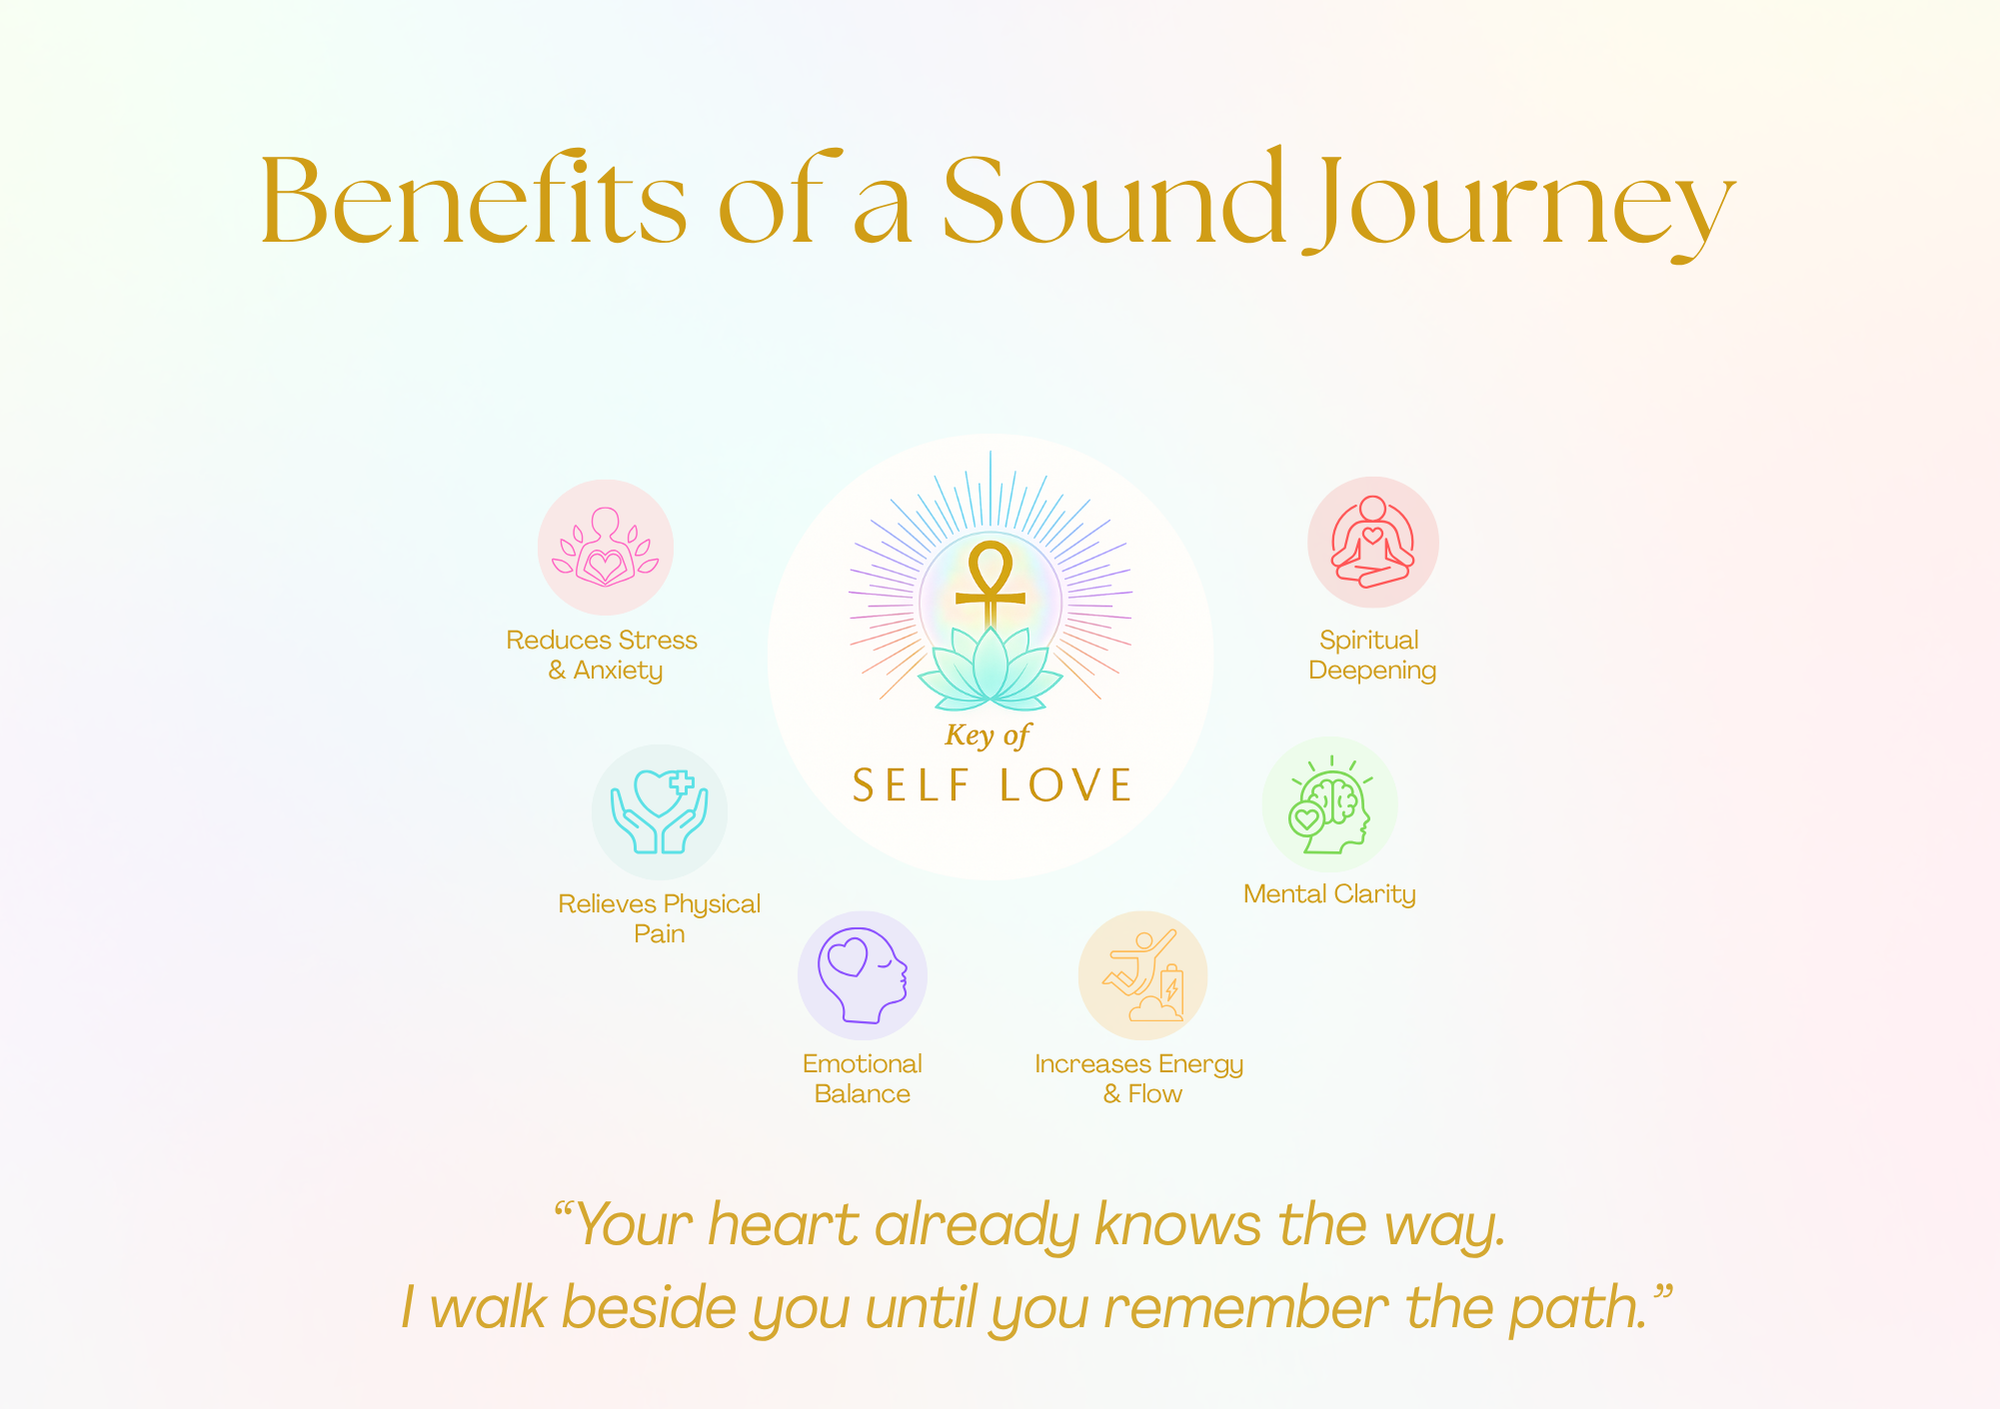 Benefits of a Sound Journey
Reduces Stress
& Anxiety
Spiritual
Deepening
Key of
SELF LOVE
Relieves Physical
Pain
Mental Clarity
Emotional
Balance
Increases Energy
& Flow
“Your heart already knows the way.
I walk beside you until you remember the path.”